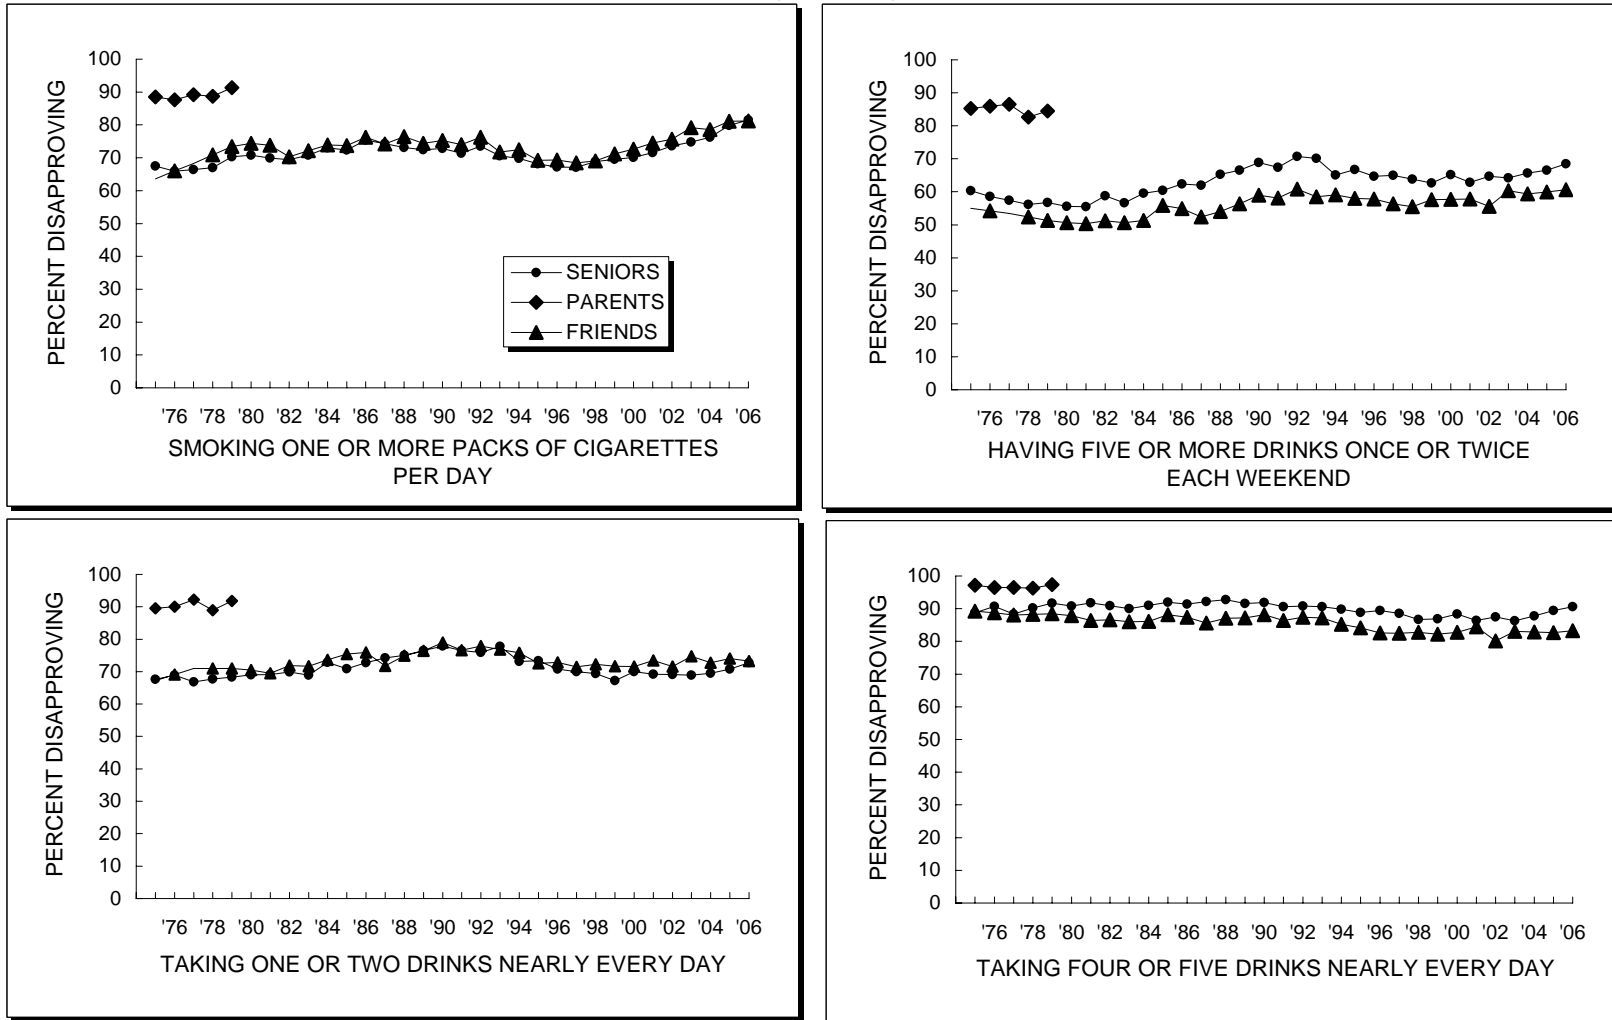 PERCENT DISAPPROVING
100
90
80
70
60
50
40
30
20
10
0
SENIORS
PARENTS
FRIENDS
'76 '78 '80 '82 '84 '86 '88 '90 '92 '94 '96 '98 '00 '02 '04 '06
SMOKING ONE OR MORE PACKS OF CIGARETTES
PER DAY
PERCENT DISAPPROVING
100
90
80
70
60
50
40
30
20
10
0
'76 '78 '80 '82 '84 '86 '88 '90 '92 '94 '96 '98 '00 '02 '04 '06
HAVING FIVE OR MORE DRINKS ONCE OR TWICE
EACH WEEKEND
PERCENT DISAPPROVING
100
90
80
70
60
50
40
30
20
10
0
'76 '78 '80 '82 '84 '86 '88 '90 '92 '94 '96 '98 '00 '02 '04 '06
TAKING ONE OR TWO DRINKS NEARLY EVERY DAY
PERCENT DISAPPROVING
100
90
80
70
60
50
40
30
20
10
0
'76 '78 '80 '82 '84 '86 '88 '90 '92 '94 '96 '98 '00 '02 '04 '06
TAKING FOUR OR FIVE DRINKS NEARLY EVERY DAY